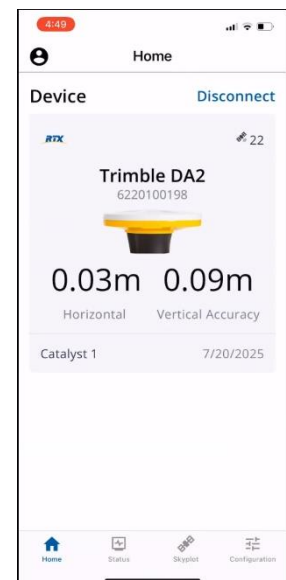 4:49
Home
Device Disconnect
RTX 22
Trimble DA2
6220100198
0.03m 0.09m
Horizontal Vertical Accuracy
Catalyst 1 7/20/2025
Home Status Skyplot Configuration